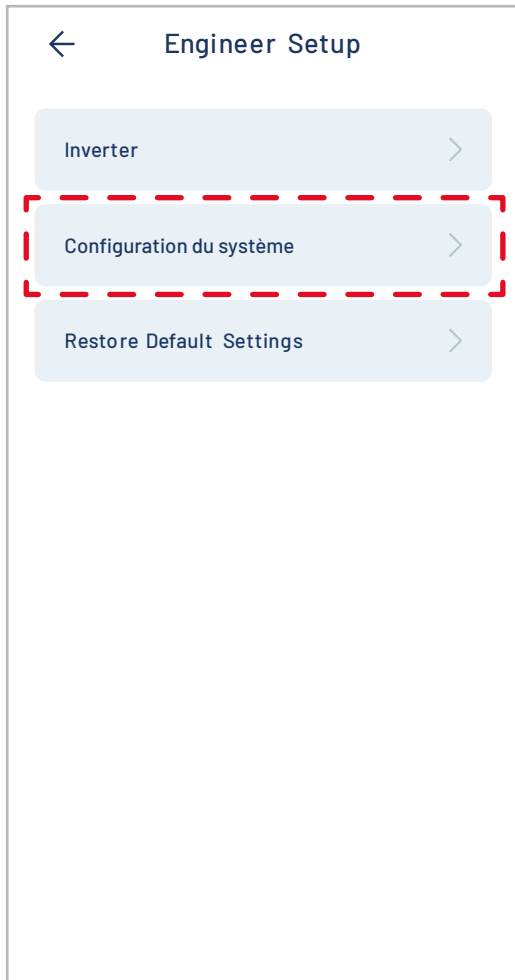 Engineer Setup
Inverter
Configuration du système
Restore Default Settings